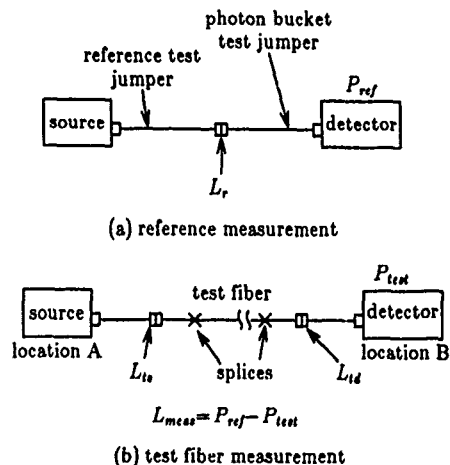 photon bucket
test jumper
reference test
jumper
P_ref
source
detector
L_r
(a) reference measurement
P_test
source
test fiber
detector
location A
location B
L_ts
splices
L_td
L_meas = P_ref − P_test
(b) test fiber measurement